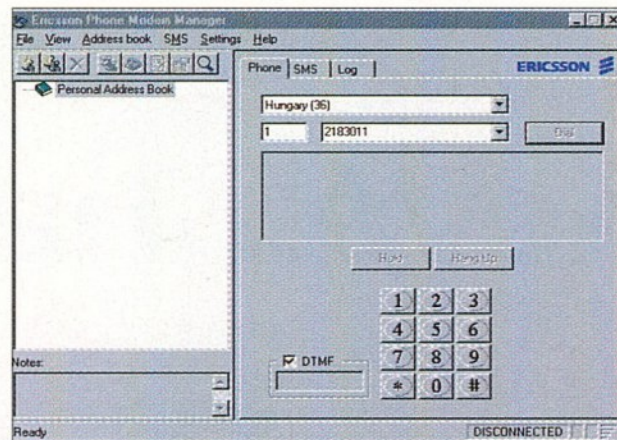 Ericsson Phone Modem Manager
File View Address book SMS Settings Help
Phone SMS Log
ERICSSON
Personal Address Book
Hungary (36)
1 2183011 Dial
Hold Hang Up
1 2 3
4 5 6
7 8 9
* 0 #
DTMF
Notes:
Ready
DISCONNECTED